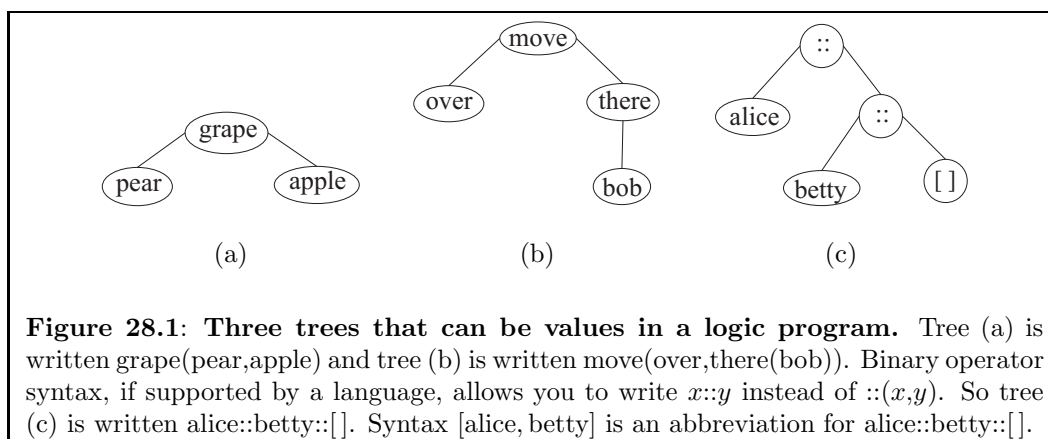 move
::
over
there
alice
::
grape
pear
apple
bob
betty
[ ]
(a)
(b)
(c)
Figure 28.1: Three trees that can be values in a logic program. Tree (a) is
written grape(pear,apple) and tree (b) is written move(over,there(bob)). Binary operator
syntax, if supported by a language, allows you to write x::y instead of ::(x,y). So tree
(c) is written alice::betty::[ ]. Syntax [alice, betty] is an abbreviation for alice::betty::[ ].